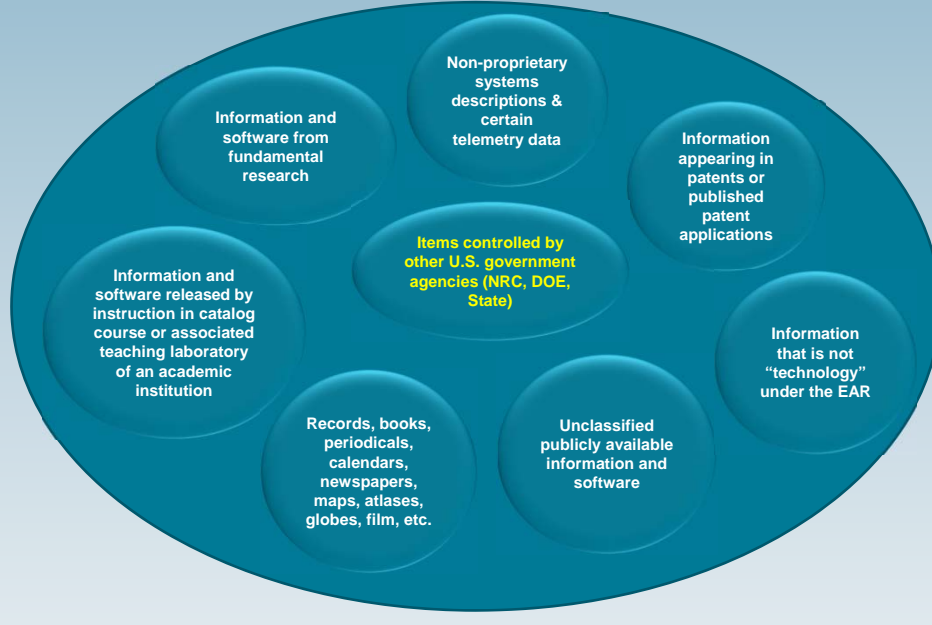 Non-proprietary
systems
descriptions &
certain
telemetry data
Information and
software from
fundamental
research
Information
appearing in
patents or
published
patent
applications
Items controlled by
other U.S. government
agencies (NRC, DOE,
State)
Information and
software released by
instruction in catalog
course or associated
teaching laboratory
of an academic
institution
Information
that is not
“technology”
under the EAR
Records, books,
periodicals,
calendars,
newspapers,
maps, atlases,
globes, film, etc.
Unclassified
publicly available
information and
software